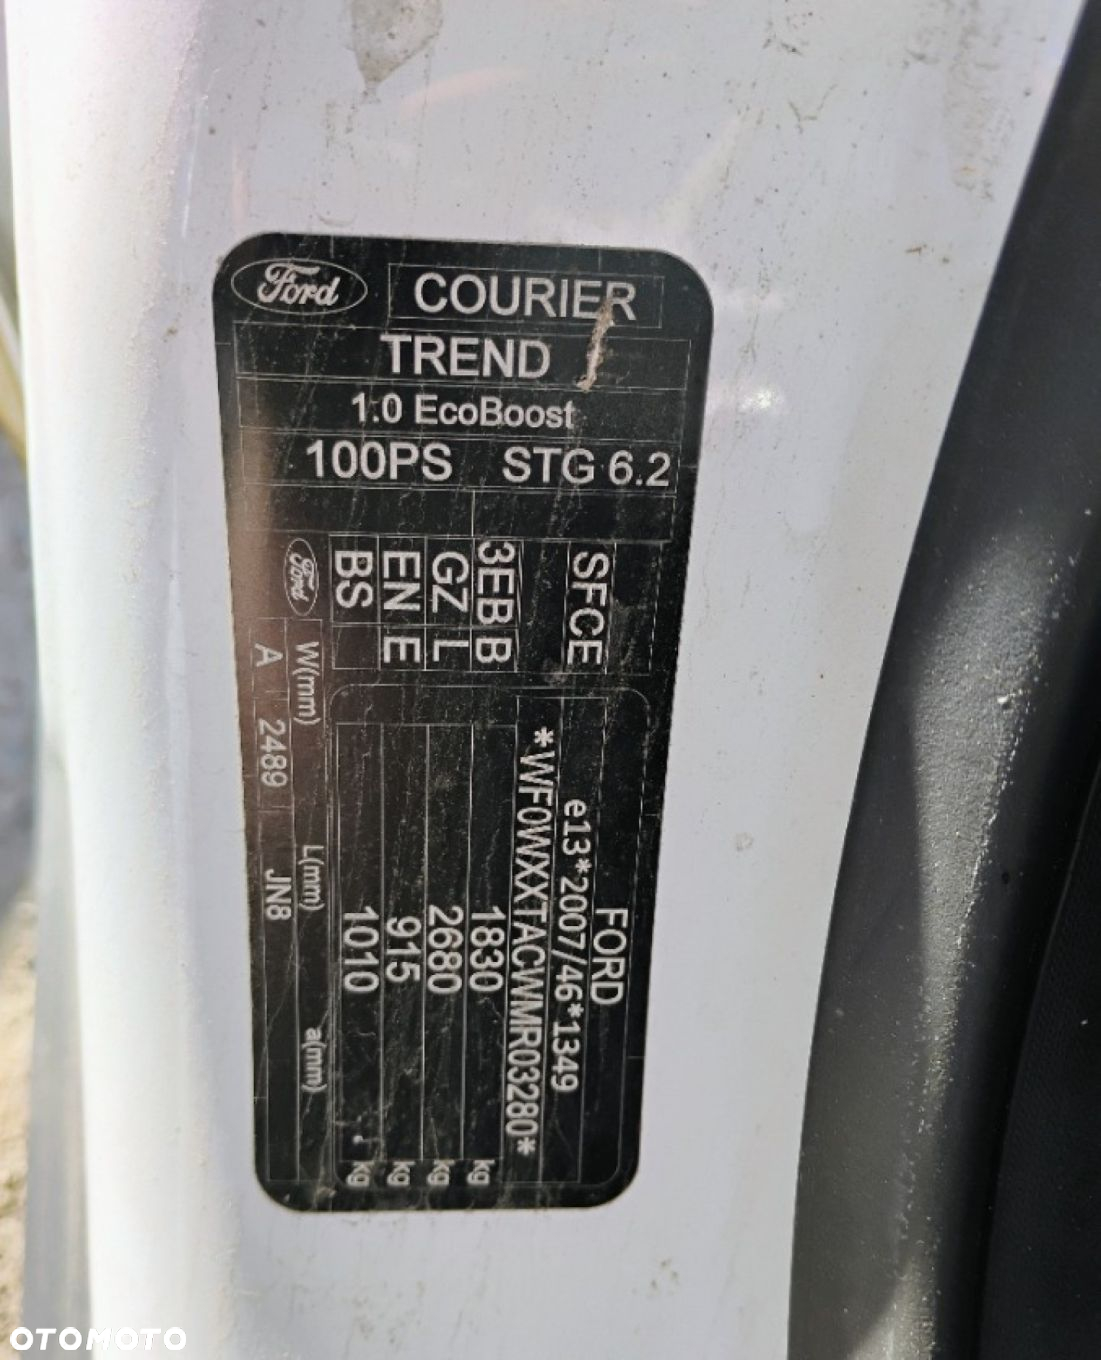 Ford COURIER
TREND
1.0 EcoBoost
100PS STG 6.2
SFCE
3EB B
GZ L
EN E
BS
Ford
FORD
e13*2007/46*1349
*WF0WXXTACWMR03280*
1830 kg
2680 kg
915 kg
1010 kg
W(mm) L(mm) a(mm)
A 2489 JN8
OTOMOTO